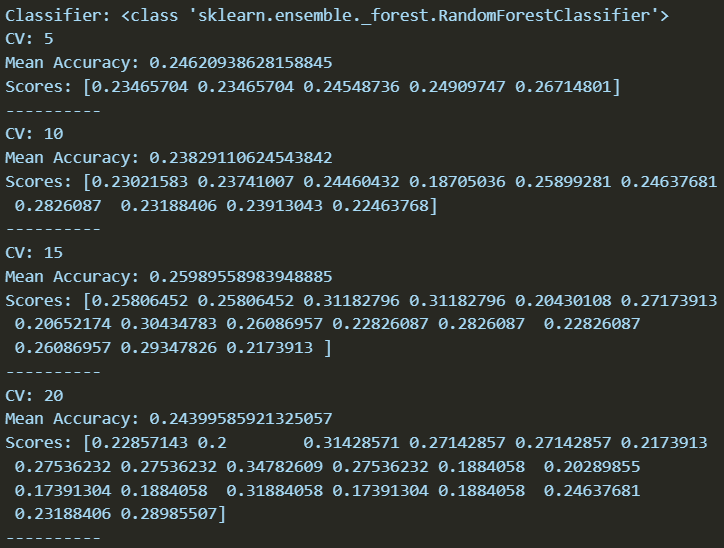 Classifier: <class 'sklearn.ensemble._forest.RandomForestClassifier'>
CV: 5
Mean Accuracy: 0.24620938628158845
Scores: [0.23465704 0.23465704 0.24548736 0.24909747 0.26714801]
----------
CV: 10
Mean Accuracy: 0.23829110624543842
Scores: [0.23021583 0.23741007 0.24460432 0.18705036 0.25899281 0.24637681
 0.2826087  0.23188406 0.23913043 0.22463768]
----------
CV: 15
Mean Accuracy: 0.25989558983948885
Scores: [0.25806452 0.25806452 0.31182796 0.31182796 0.20430108 0.27173913
 0.20652174 0.30434783 0.26086957 0.22826087 0.2826087  0.22826087
 0.26086957 0.29347826 0.2173913 ]
----------
CV: 20
Mean Accuracy: 0.24399585921325057
Scores: [0.22857143 0.2        0.31428571 0.27142857 0.27142857 0.2173913
 0.27536232 0.27536232 0.34782609 0.27536232 0.1884058  0.20289855
 0.17391304 0.1884058  0.31884058 0.17391304 0.1884058  0.24637681
 0.23188406 0.28985507]
----------